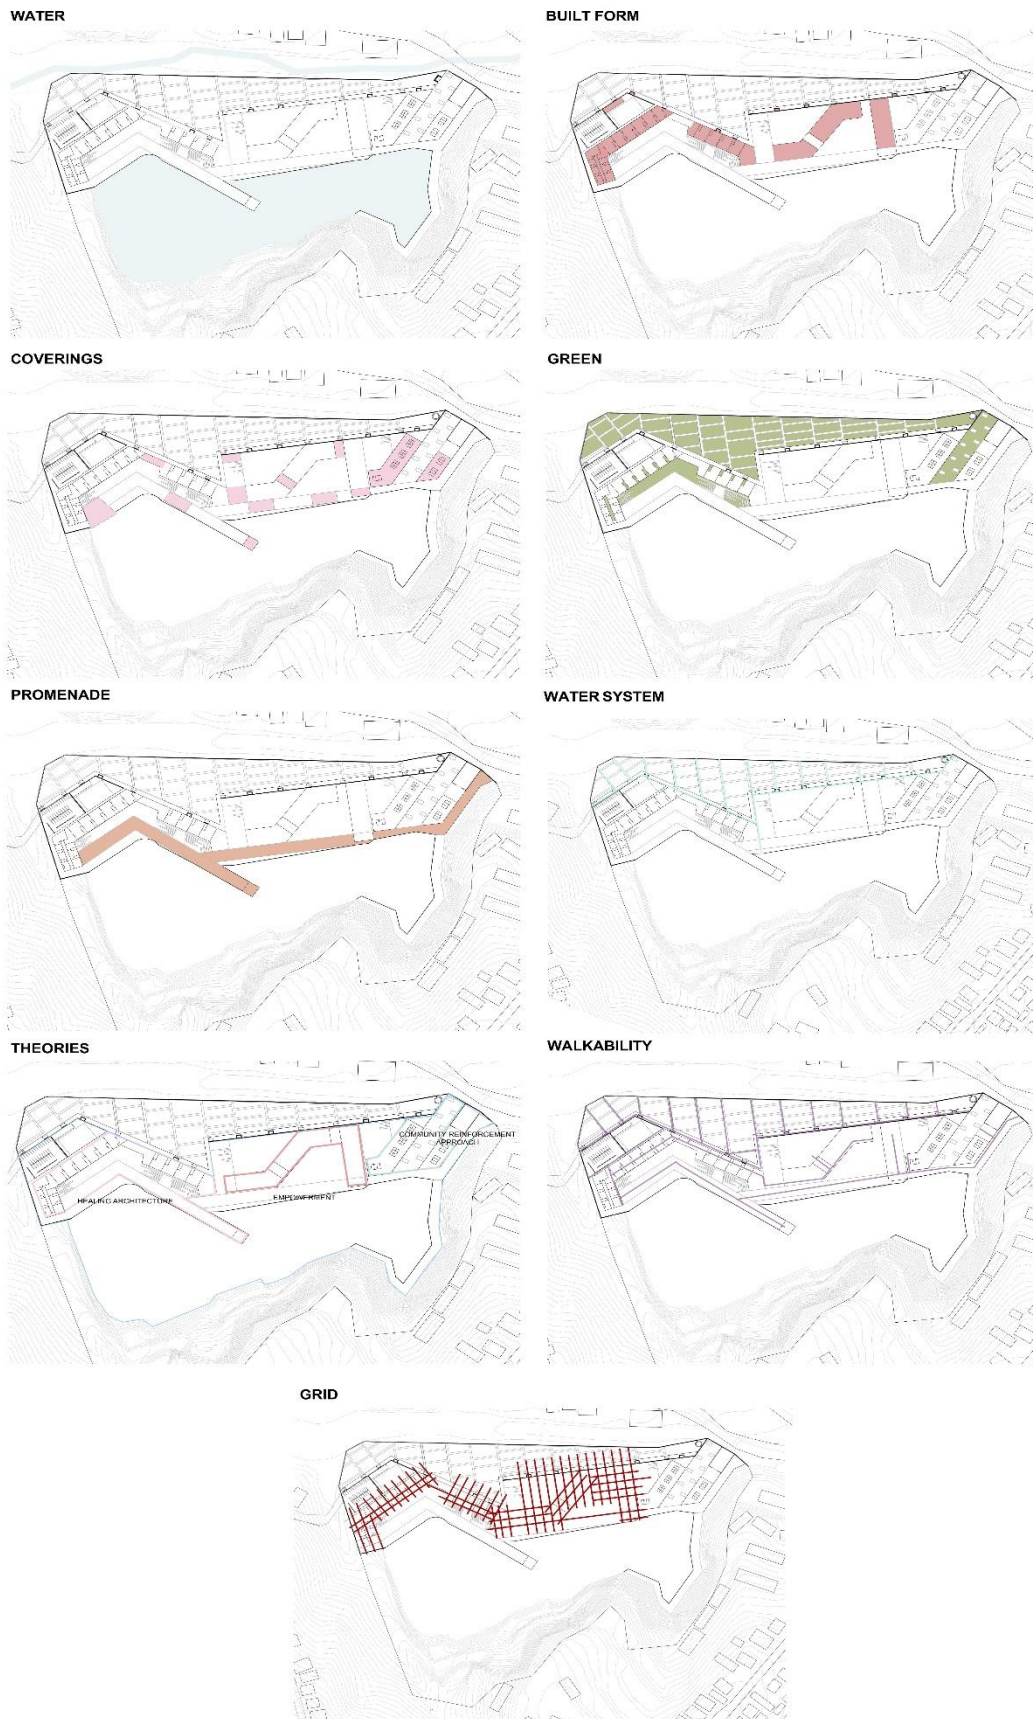 WATER
BUILT FORM
COVERINGS
GREEN
PROMENADE
WATER SYSTEM
THEORIES
WALKABILITY
COMMUNITY REINFORCEMENT
APPROACH
HEALING ARCHITECTURE
EMPOWERMENT
GRID